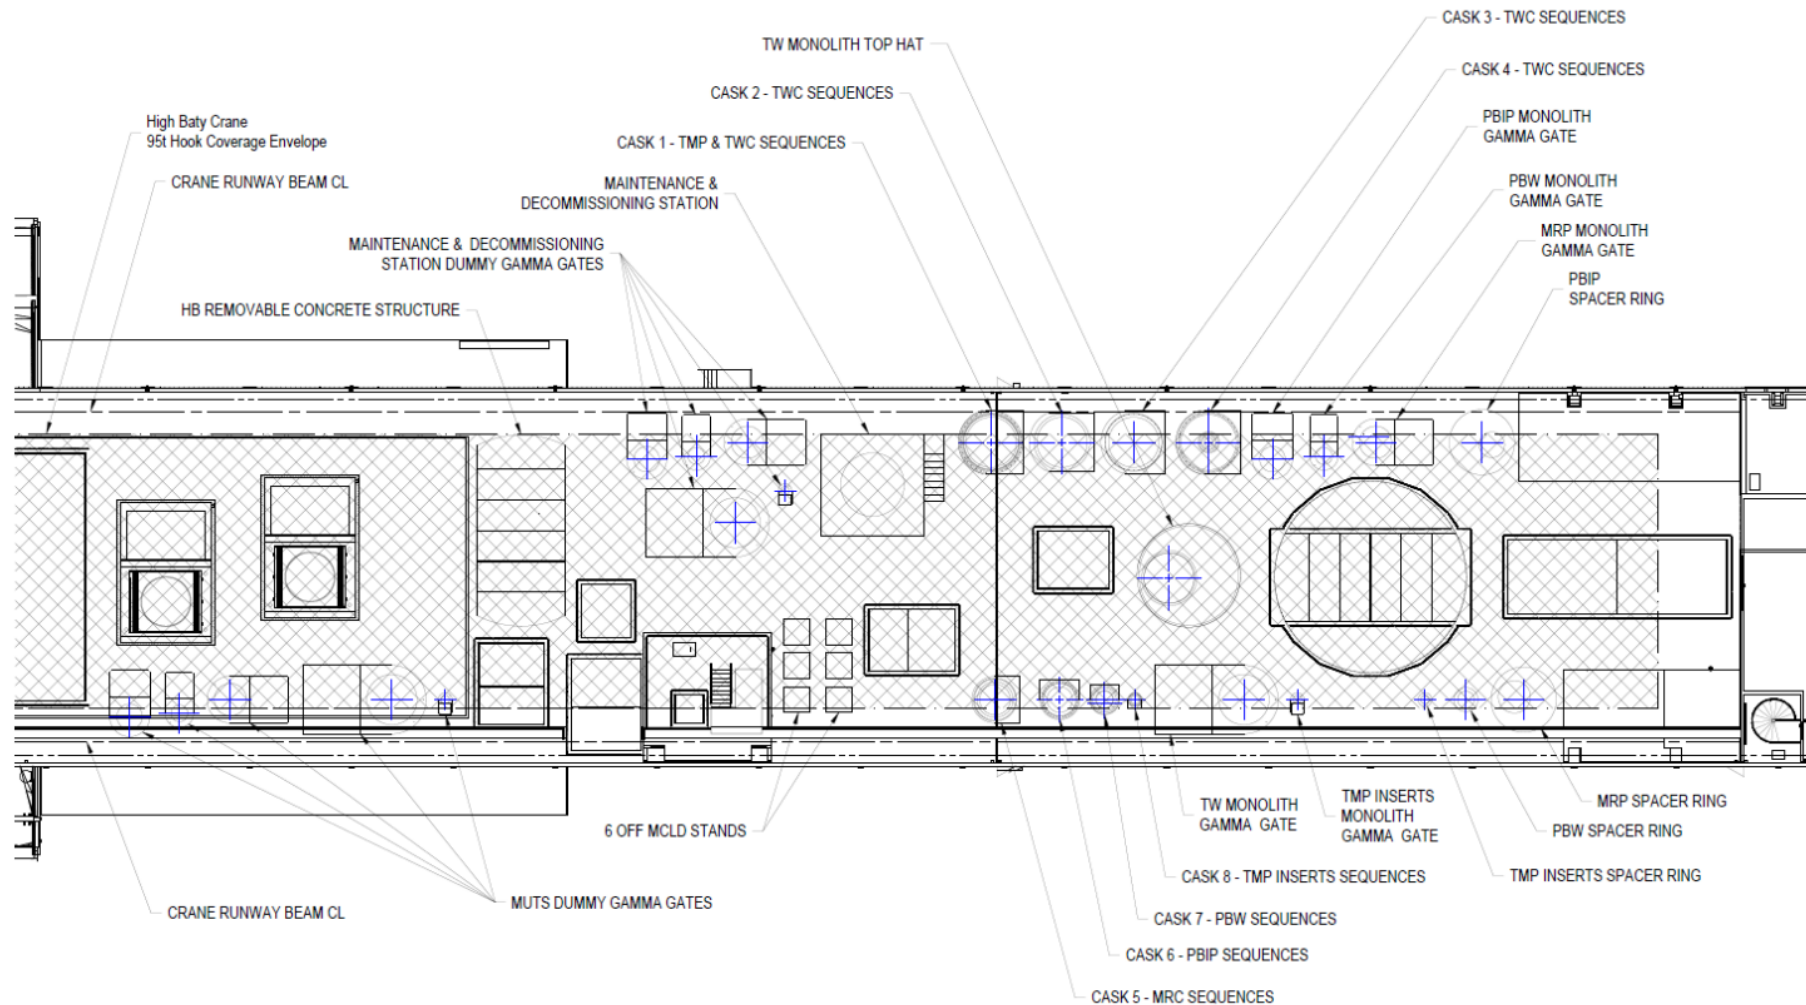 CASK 3 - TWC SEQUENCES
TW MONOLITH TOP HAT
CASK 4 - TWC SEQUENCES
CASK 2 - TWC SEQUENCES
PBIP MONOLITH
GAMMA GATE
High Baty Crane
95t Hook Coverage Envelope
CASK 1 - TMP & TWC SEQUENCES
CRANE RUNWAY BEAM CL
MAINTENANCE &
DECOMMISSIONING STATION
PBW MONOLITH
GAMMA GATE
MAINTENANCE & DECOMMISSIONING
STATION DUMMY GAMMA GATES
MRP MONOLITH
GAMMA GATE
PBIP
SPACER RING
HB REMOVABLE CONCRETE STRUCTURE
6 OFF MCLD STANDS
TW MONOLITH
GAMMA GATE
TMP INSERTS
MONOLITH
GAMMA GATE
MRP SPACER RING
PBW SPACER RING
TMP INSERTS SPACER RING
CASK 8 - TMP INSERTS SEQUENCES
MUTS DUMMY GAMMA GATES
CRANE RUNWAY BEAM CL
CASK 7 - PBW SEQUENCES
CASK 6 - PBIP SEQUENCES
CASK 5 - MRC SEQUENCES